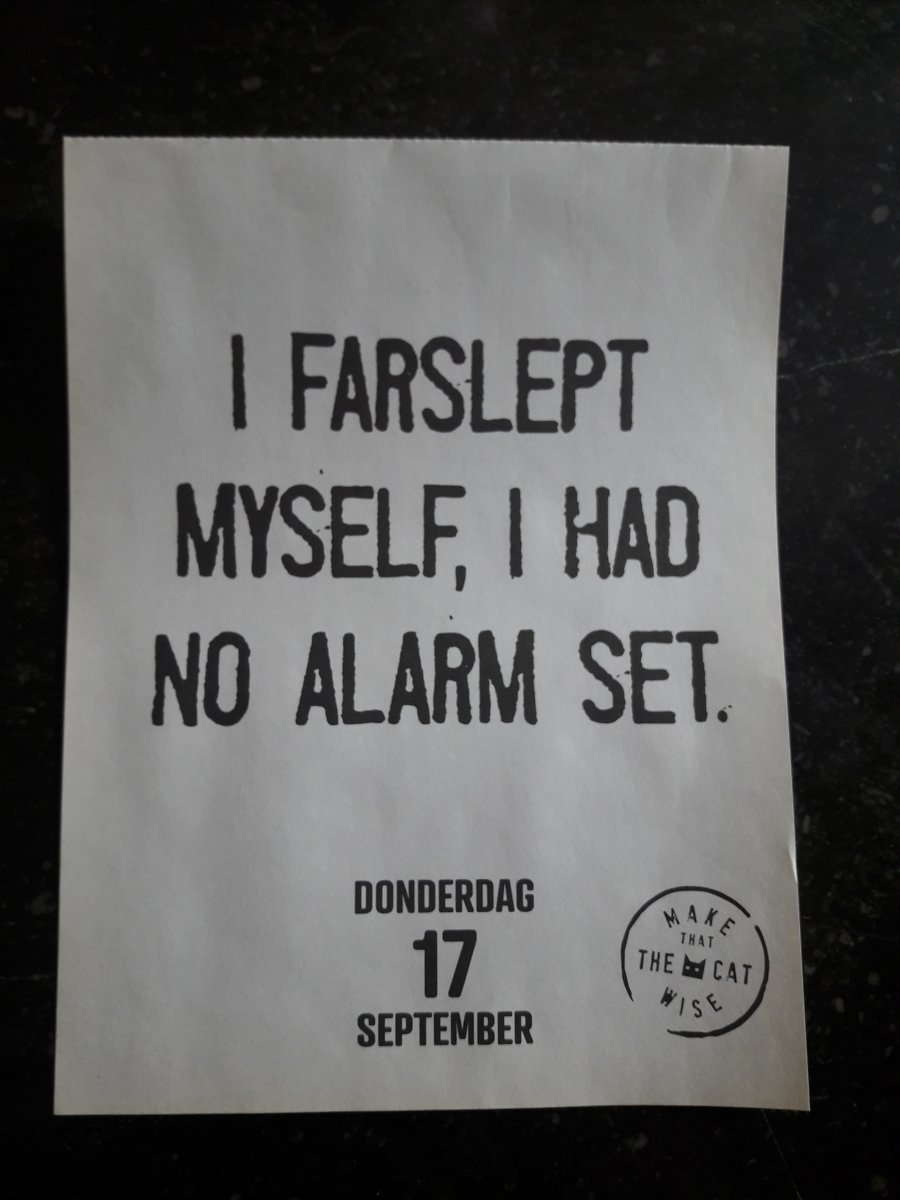 I FARSLEPT
MYSELF, I HAD
NO ALARM SET.
DONDERDAG
17
SEPTEMBER
MAKE
THAT
THE CAT
WISE